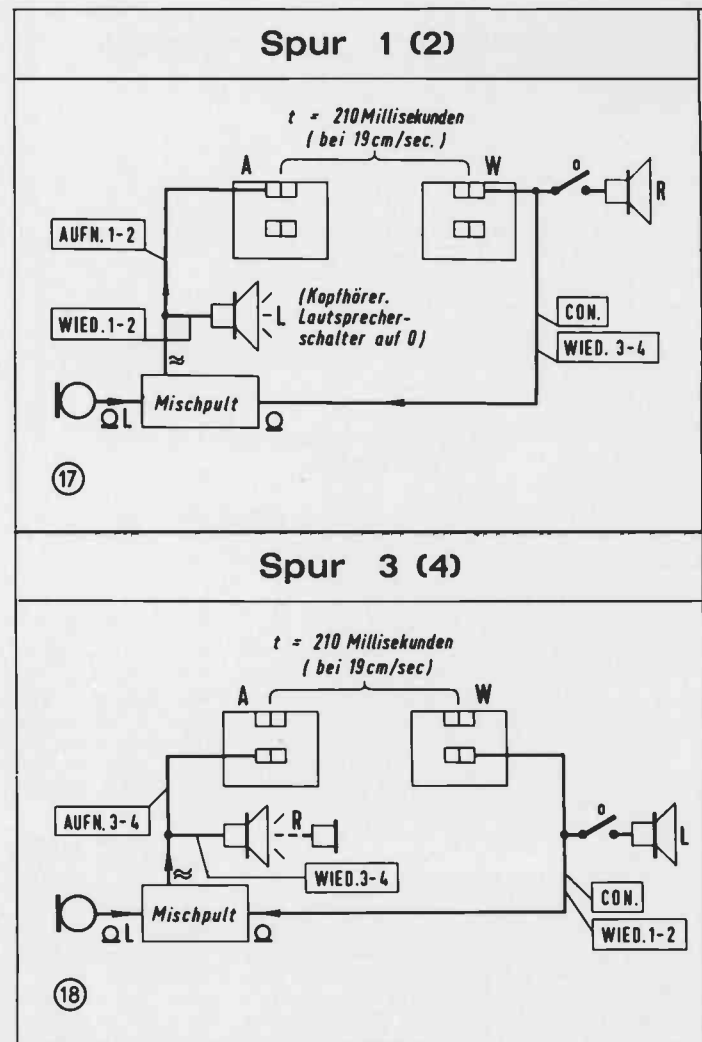 Spur 1 (2)
t = 210 Millisekunden
( bei 19cm/sec. )
A
W
R
AUFN. 1-2
WIED. 1-2
L
(Kopfhörer.
Lautsprecher-
schalter auf 0)
CON.
WIED. 3-4
≈
L
Mischpult
17
Spur 3 (4)
t = 210 Millisekunden
( bei 19cm/sec)
A
W
AUFN. 3-4
R
L
WIED.3-4
CON.
WIED.1-2
≈
L
Mischpult
18